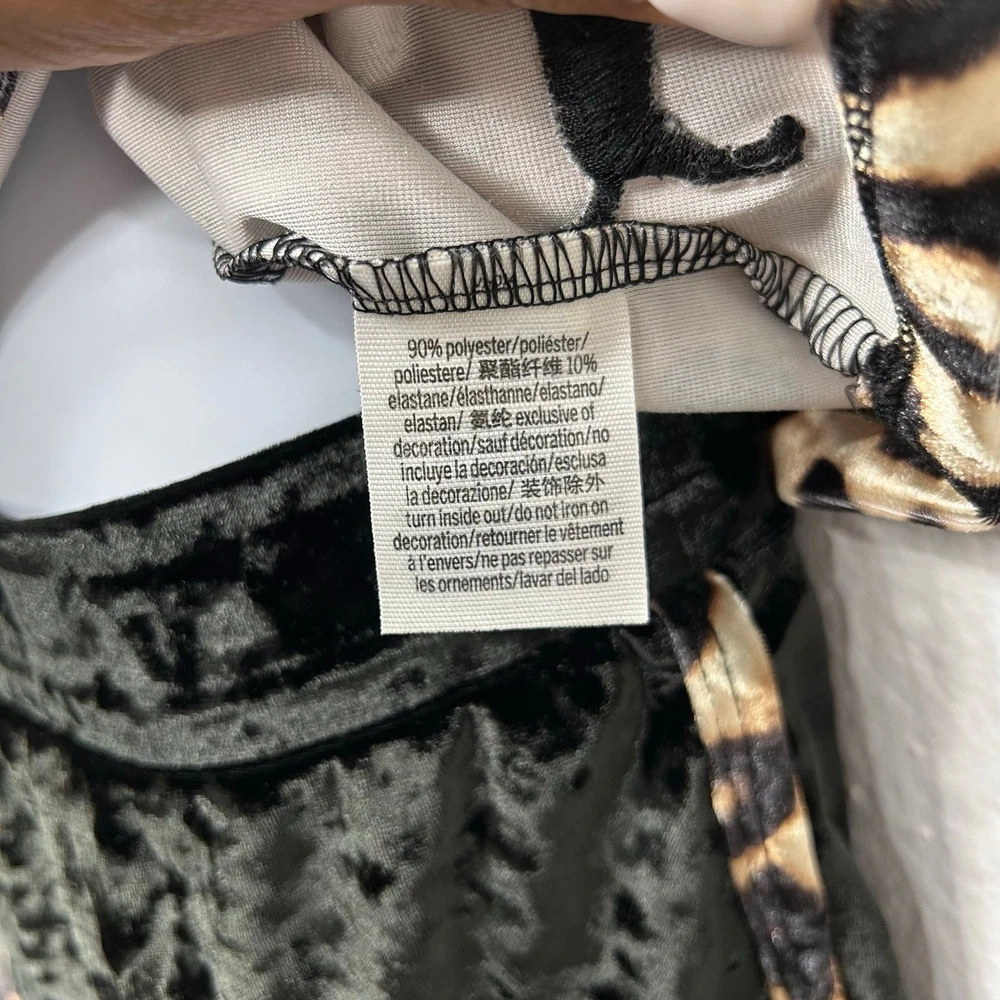 90% polyester/poliéster/
poliestere/ 聚酯纤维 10%
elastane/élasthanne/elastano/
elastan/ 氨纶 exclusive of
decoration/sauf décoration/no
incluye la decoración/esclusa
la decorazione/ 装饰除外
turn inside out/do not iron on
decoration/retourner le vêtement
à l'envers/ne pas repasser sur
les ornements/lavar del lado